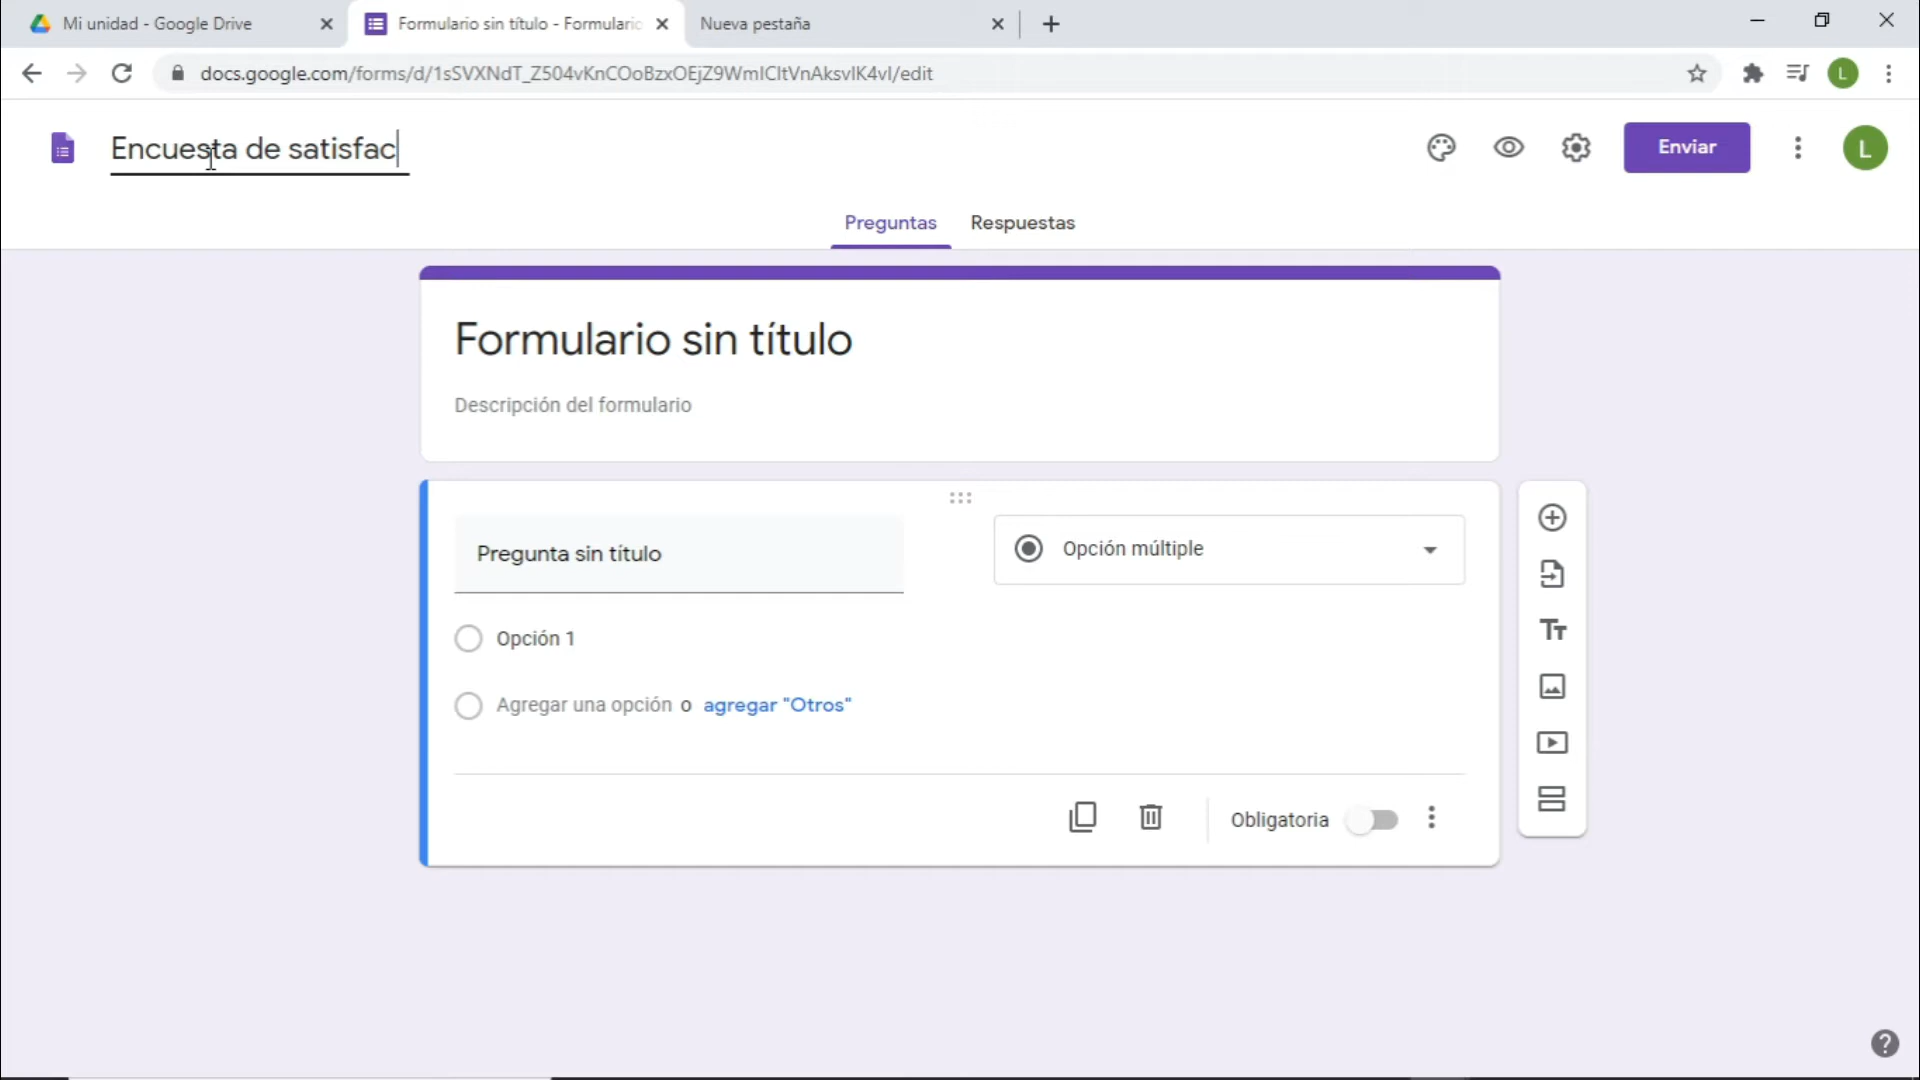 Mi unidad - Google Drive
Formulario sin título - Formulario
Nueva pestaña
docs.google.com/forms/d/1sSVXNdT_Z504vKnCOoBzxOEjZ9WmICltVnAksvIK4vI/edit
L
Encuesta de satisfac
Enviar
L
Preguntas
Respuestas
Formulario sin título
Descripción del formulario
Pregunta sin título
Opción múltiple
Opción 1
Agregar una opción o agregar "Otros"
Obligatoria